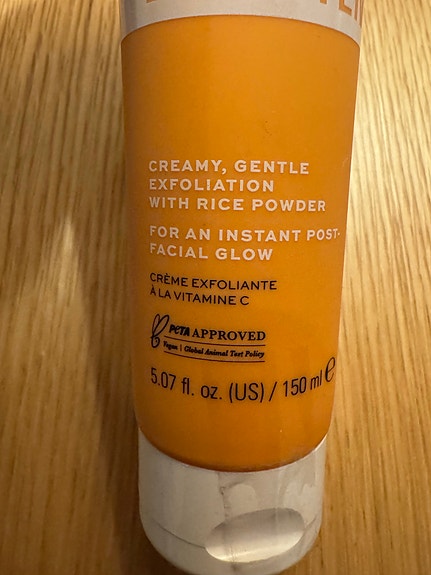 CREAMY, GENTLE
EXFOLIATION
WITH RICE POWDER
FOR AN INSTANT POST-
FACIAL GLOW
CRÈME EXFOLIANTE
À LA VITAMINE C
PETA APPROVED
Vegan | Global Animal Test Policy
5.07 fl. oz. (US) / 150 ml ℮